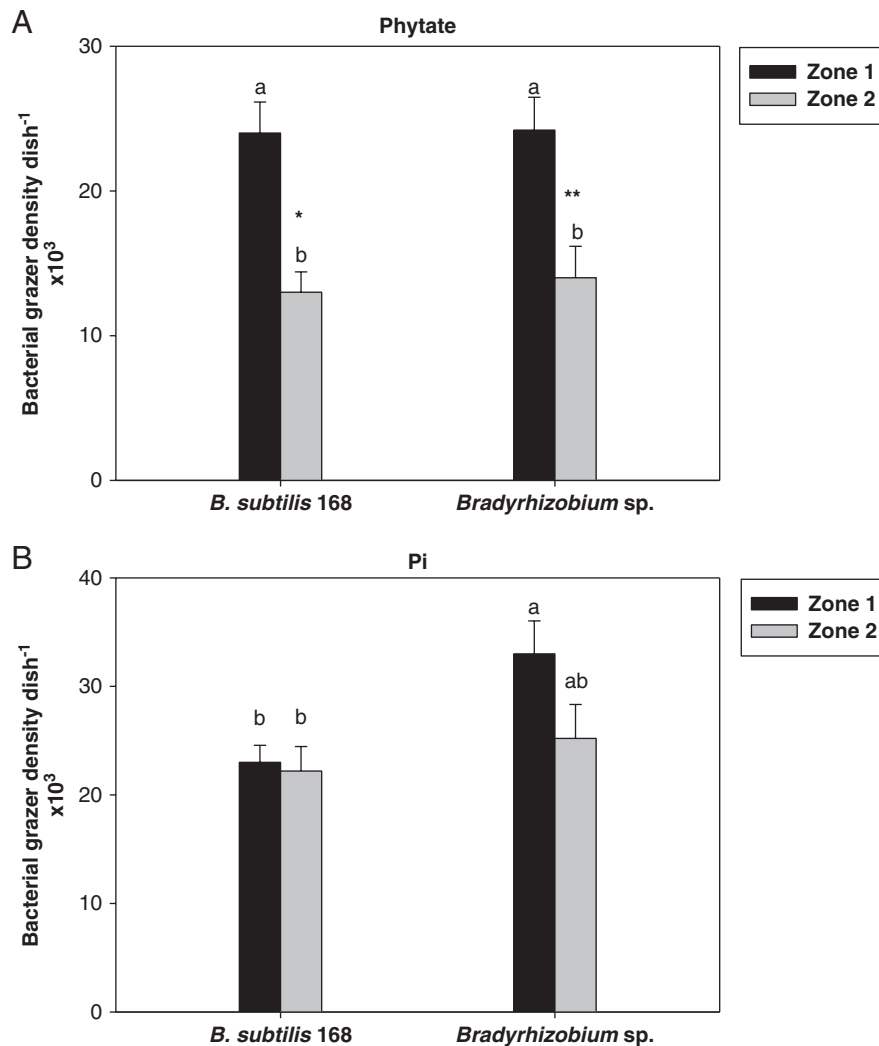 A
Phytate
Bacterial grazer density dish⁻¹
x10³
30
20
10
0
a
*
b
a
**
b
B. subtilis 168
Bradyrhizobium sp.
Zone 1
Zone 2
B
Pi
Bacterial grazer density dish⁻¹
x10³
40
30
20
10
0
b
b
a
ab
B. subtilis 168
Bradyrhizobium sp.
Zone 1
Zone 2